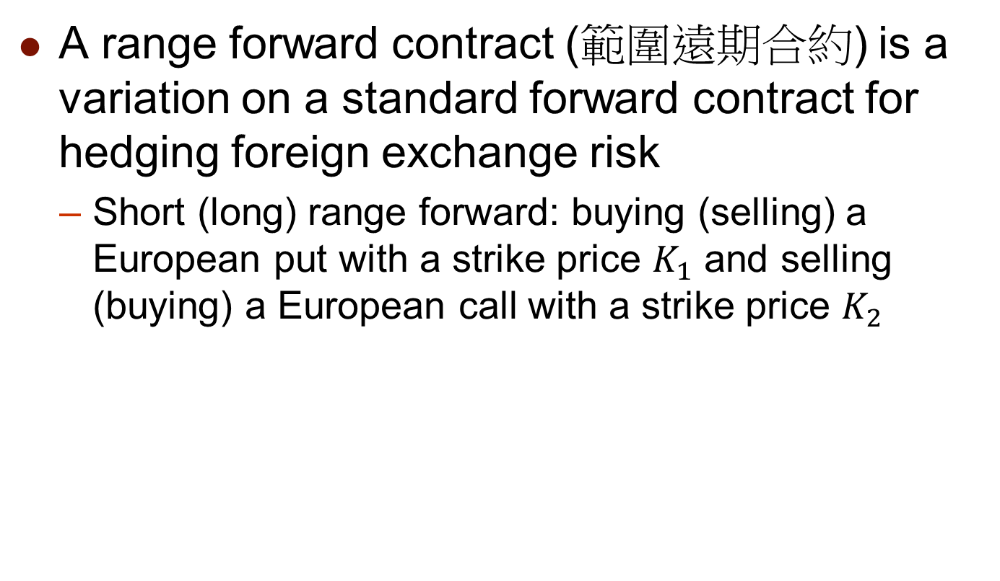 ● A range forward contract (範圍遠期合約) is a
variation on a standard forward contract for
hedging foreign exchange risk
– Short (long) range forward: buying (selling) a
European put with a strike price 𝐾₁ and selling
(buying) a European call with a strike price 𝐾₂